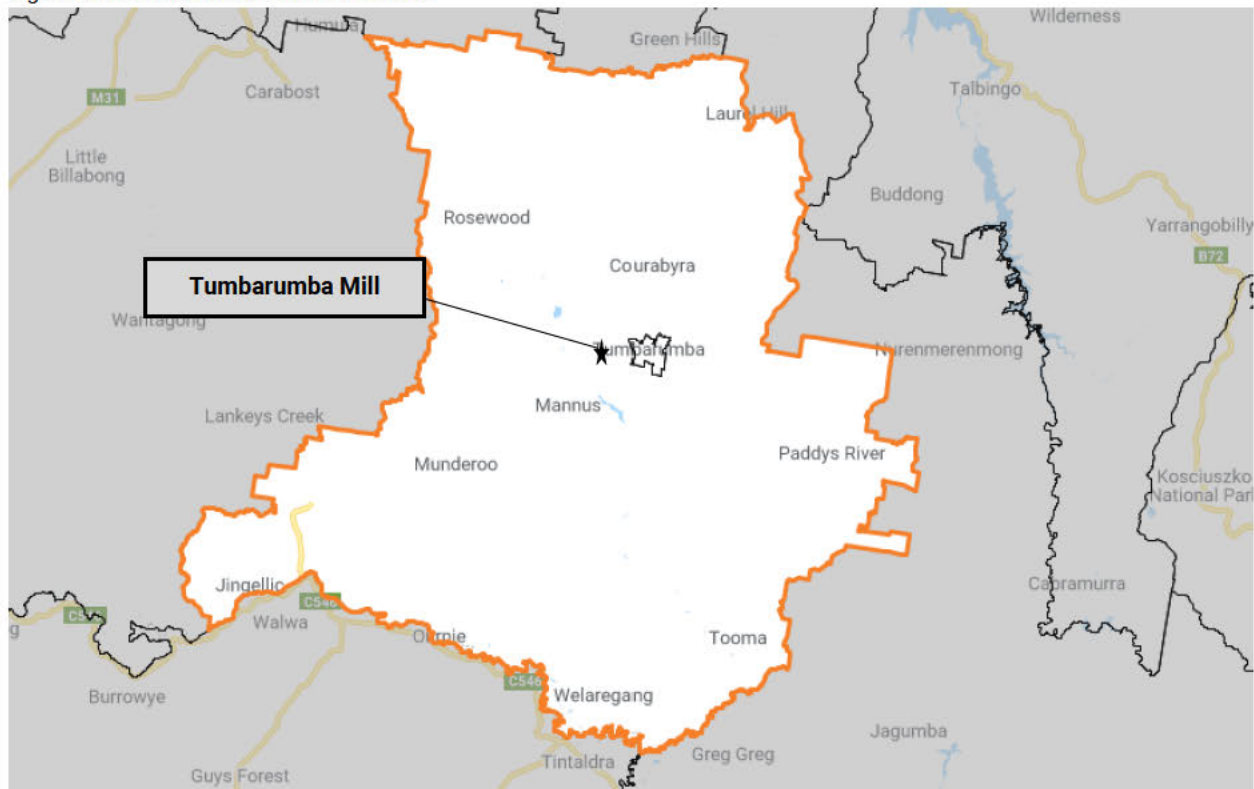 Humula
Green Hills
Wilderness
M31
Carabost
Talbingo
Laurel Hill
Little
Billabong
Buddong
Rosewood
Yarrangobilly
B72
Courabyra
Tumbarumba Mill
Wantagong
Tumbarumba
Nurenmerenmong
Mannus
Lankeys Creek
Paddys River
Munderoo
Kosciuszko
National Park
Jingellic
Cabramurra
C546
Walwa
Ournie
Tooma
C546
Welaregang
Burrowye
Jagumba
Greg Greg
Tintaldra
Guys Forest